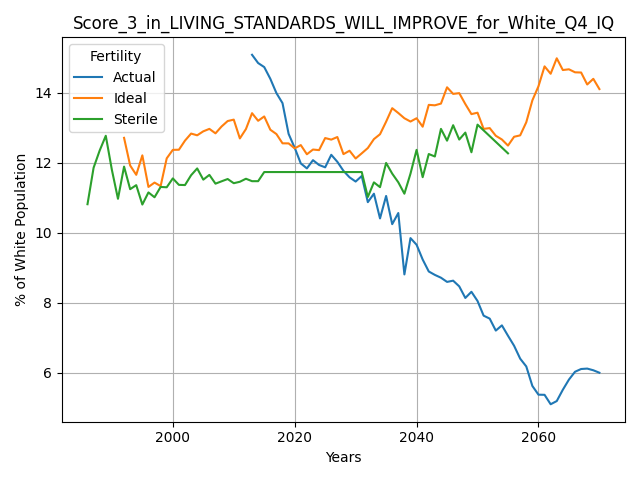 Score_3_in_LIVING_STANDARDS_WILL_IMPROVE_for_White_Q4_IQ
Fertility
Actual
Ideal
Sterile
% of White Population
14
12
10
8
6
2000
2020
2040
2060
Years